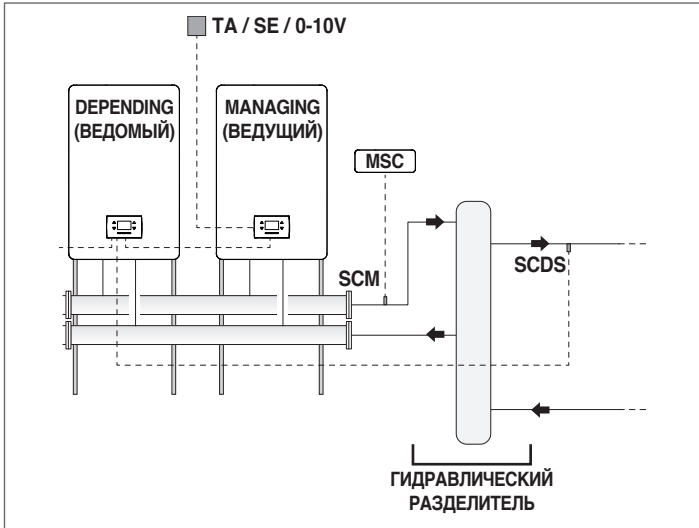 TA / SE / 0-10V
DEPENDING
(ВЕДОМЫЙ)
MANAGING
(ВЕДУЩИЙ)
MSC
SCM
SCDS
ГИДРАВЛИЧЕСКИЙ
РАЗДЕЛИТЕЛЬ